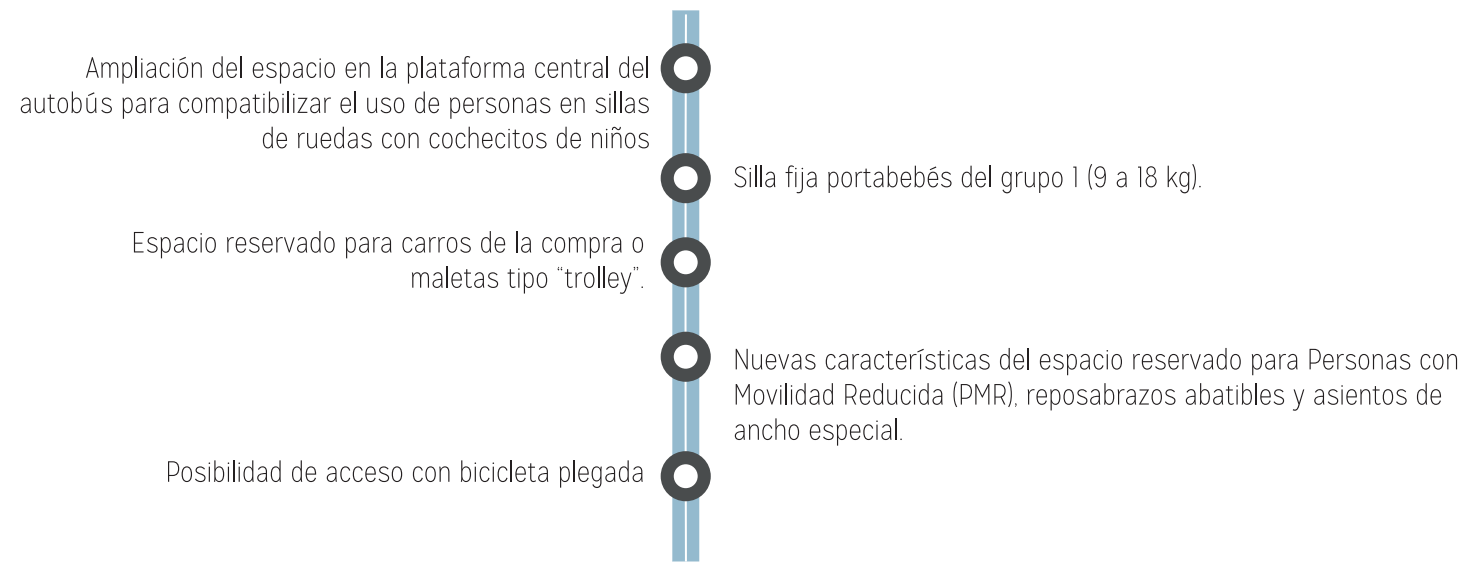 Ampliación del espacio en la plataforma central del
autobús para compatibilizar el uso de personas en sillas
de ruedas con cochecitos de niños
Silla fija portabebés del grupo 1 (9 a 18 kg).
Espacio reservado para carros de la compra o
maletas tipo “trolley”.
Nuevas características del espacio reservado para Personas con
Movilidad Reducida (PMR), reposabrazos abatibles y asientos de
ancho especial.
Posibilidad de acceso con bicicleta plegada